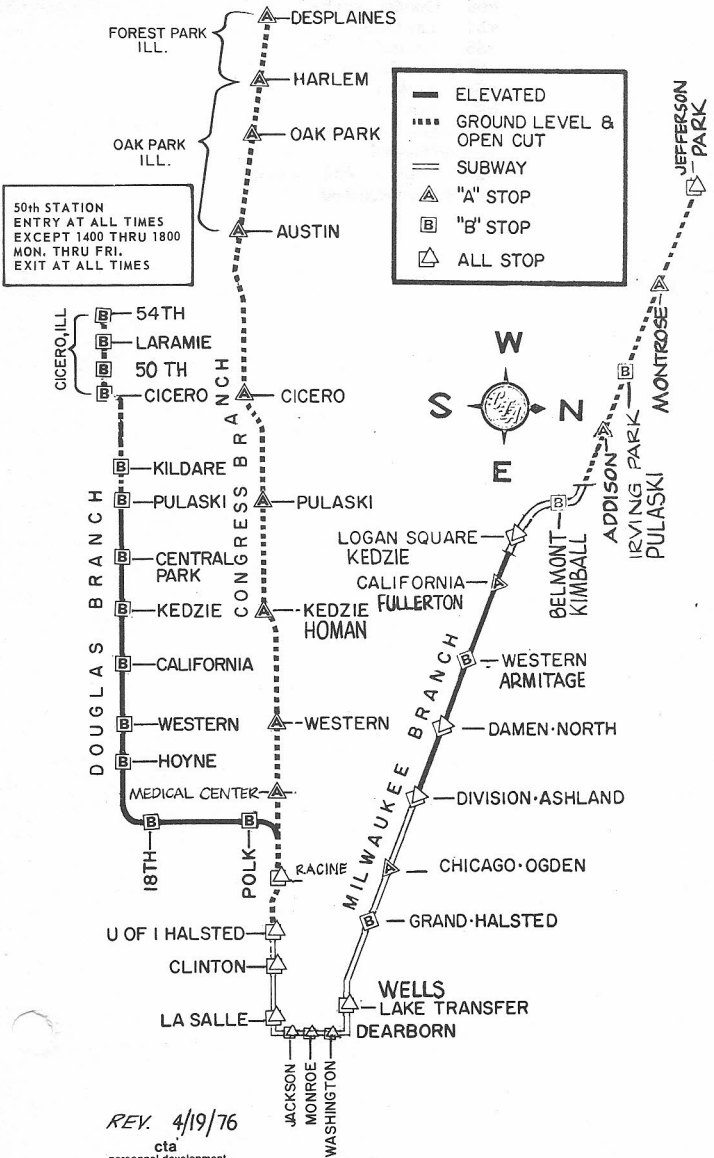 DESPLAINES
FOREST PARK
ILL.
HARLEM
OAK PARK
OAK PARK
ILL.
AUSTIN
ELEVATED
GROUND LEVEL &
OPEN CUT
SUBWAY
A "A" STOP
B "B" STOP
ALL STOP
JEFFERSON
PARK
50th STATION
ENTRY AT ALL TIMES
EXCEPT 1400 THRU 1800
MON. THRU FRI.
EXIT AT ALL TIMES
CICERO, ILL
B 54TH
B LARAMIE
B 50 TH
B CICERO
A CICERO
B KILDARE
B PULASKI
A PULASKI
B CENTRAL
PARK
B KEDZIE
A KEDZIE
HOMAN
B CALIFORNIA
B WESTERN
A WESTERN
B HOYNE
MEDICAL CENTER A
DOUGLAS BRANCH
CONGRESS BRANCH
B 18TH
B POLK
RACINE
U OF I HALSTED
CLINTON
LA SALLE
JACKSON
MONROE
WASHINGTON
DEARBORN
WELLS
LAKE TRANSFER
B GRAND·HALSTED
A CHICAGO·OGDEN
DIVISION·ASHLAND
DAMEN·NORTH
B WESTERN
ARMITAGE
CALIFORNIA A
FULLERTON
LOGAN SQUARE
KEDZIE
MILWAUKEE BRANCH
B BELMONT
KIMBALL
A ADDISON
B IRVING PARK
PULASKI
A MONTROSE
W
S N
E
REV. 4/19/76
cta
personnel development